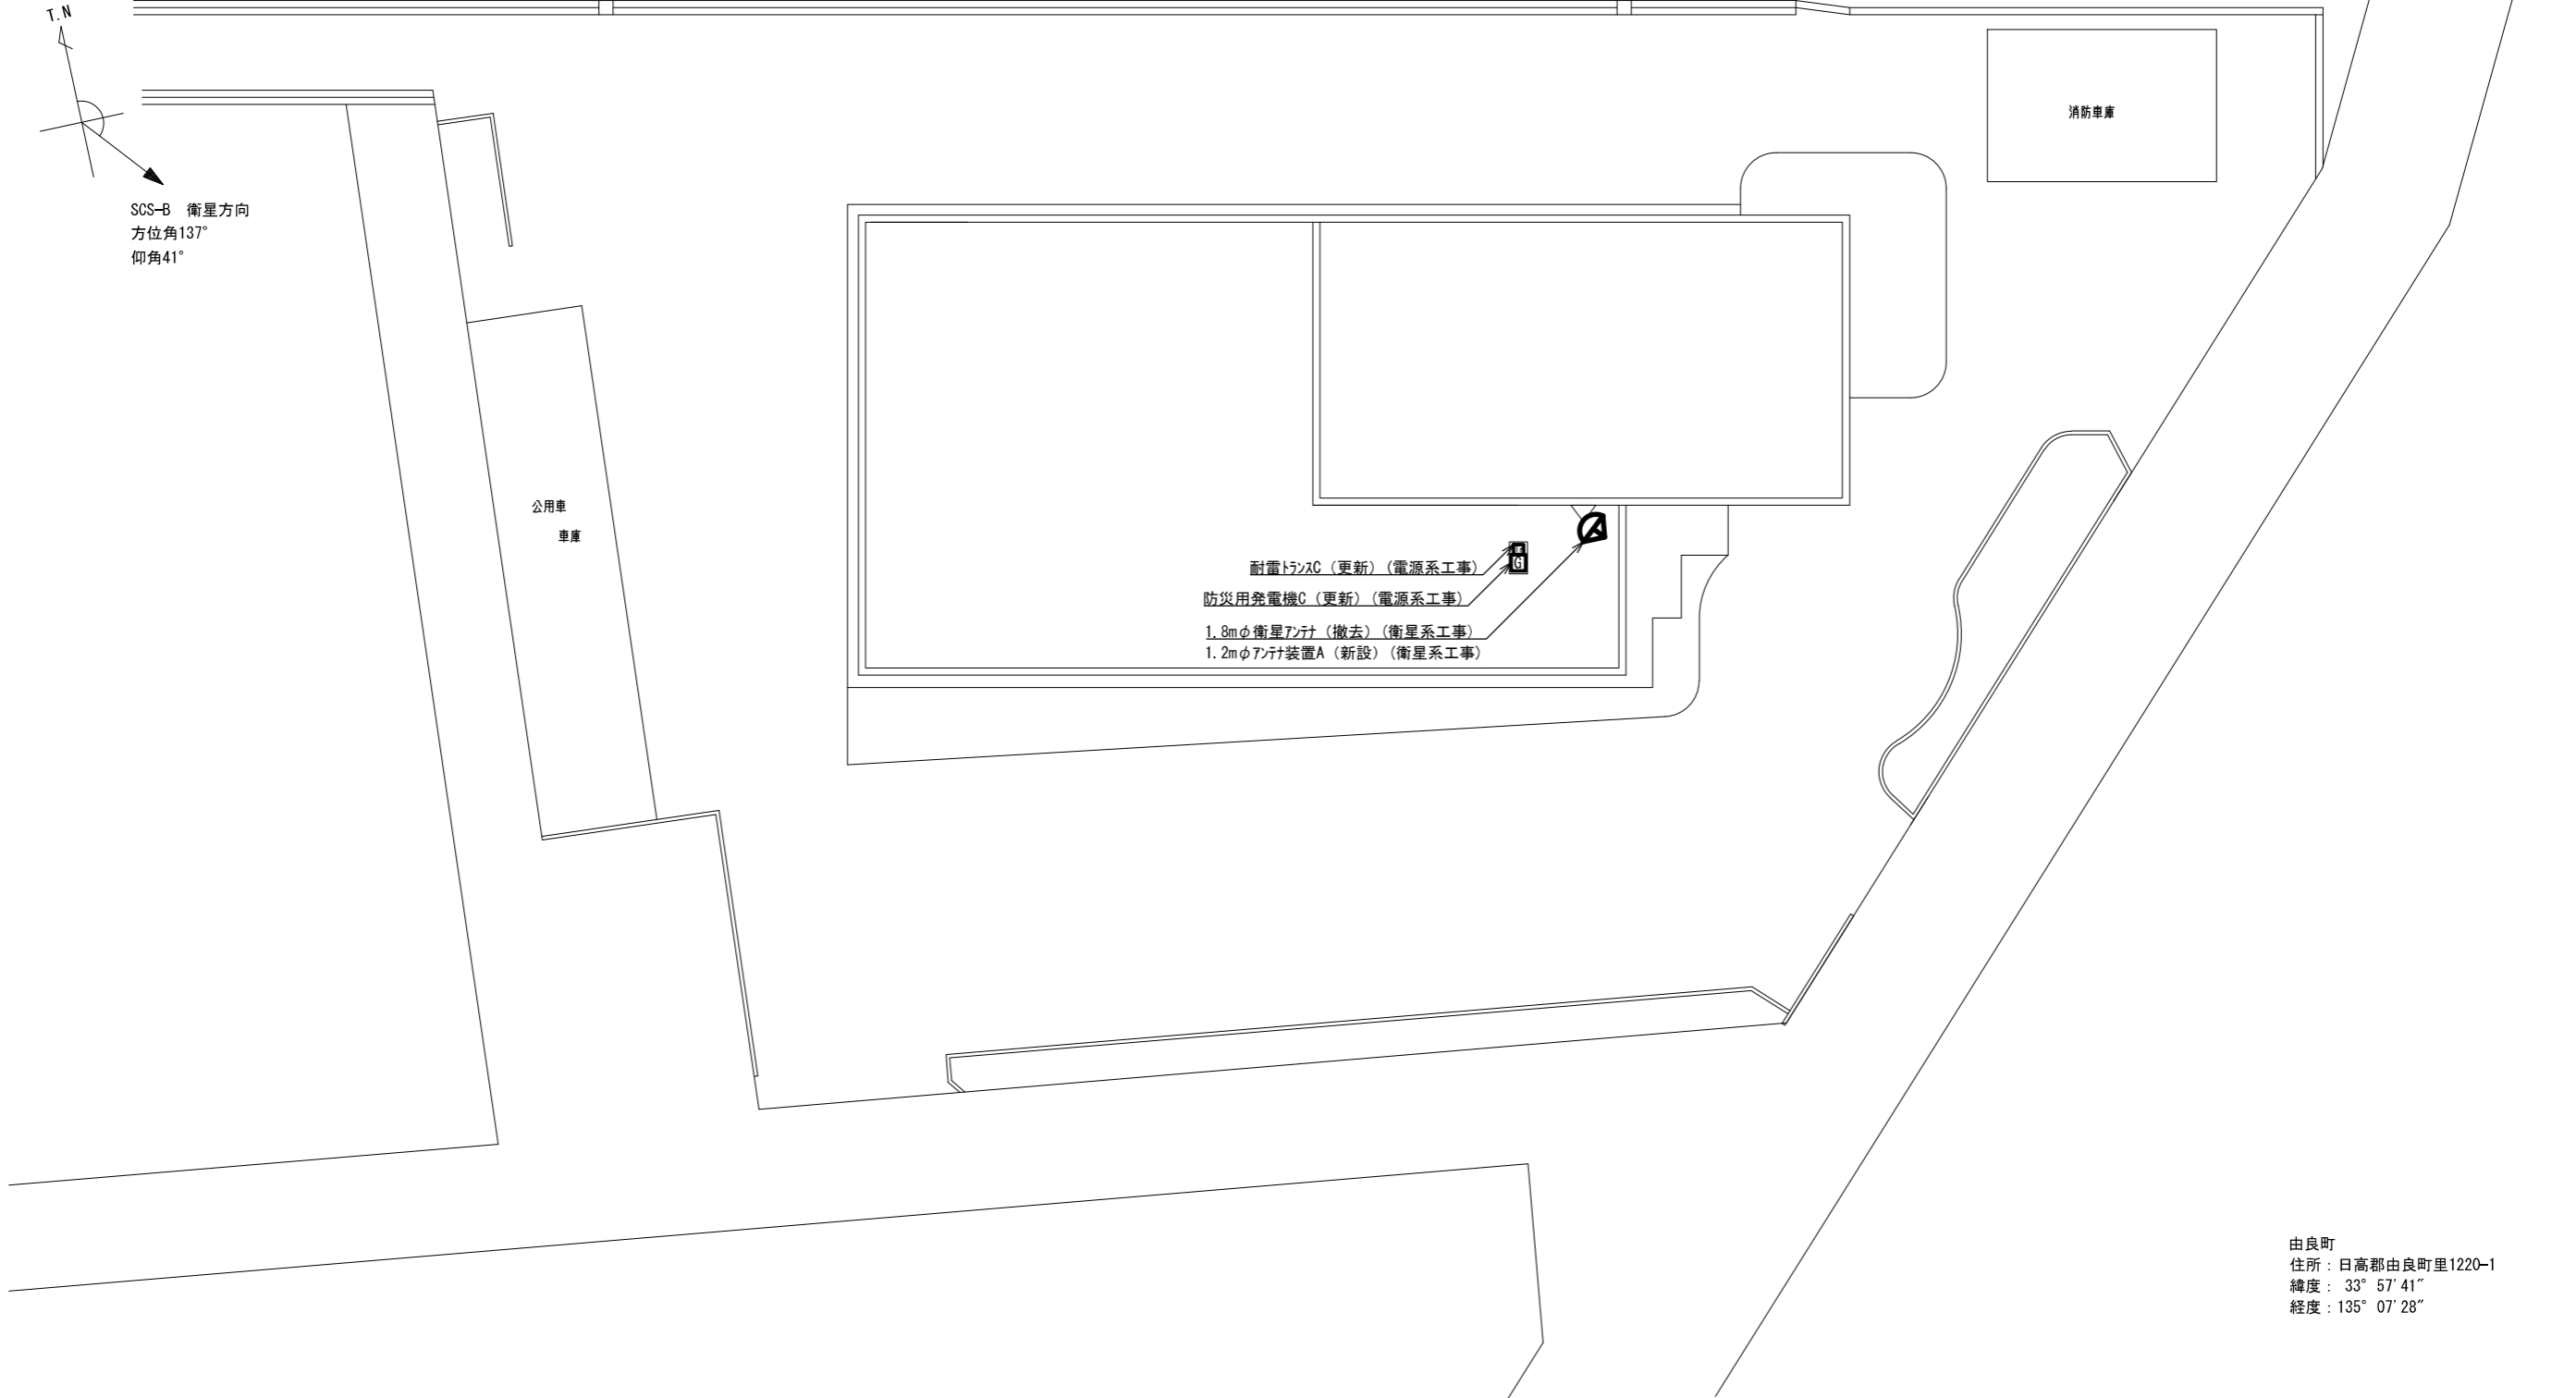 T.N
SCS-B 衛星方向
方位角137°
仰角41°
消防車庫
公用車
車庫
耐雷ﾄﾗﾝｽC（更新）(電源系工事)
G
防災用発電機C（更新）(電源系工事)
1.8mφ衛星ｱﾝﾃﾅ（撤去）(衛星系工事)
1.2mφｱﾝﾃﾅ装置A（新設）(衛星系工事)
由良町
住所：日高郡由良町里1220-1
緯度： 33° 57' 41″
経度：135° 07' 28″